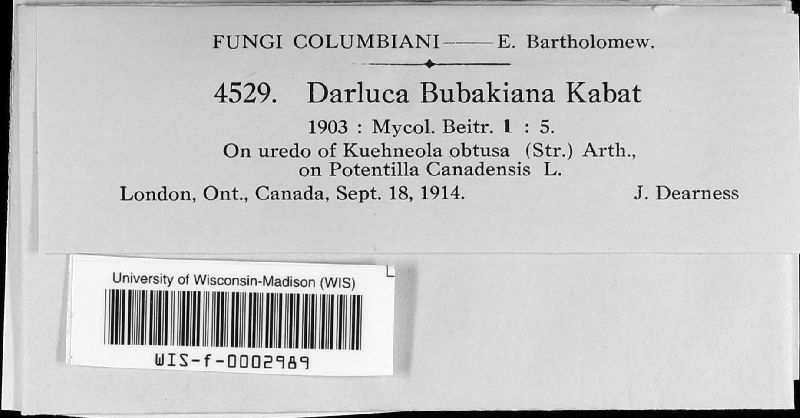 FUNGI COLUMBIANI—— E. Bartholomew.
4529. Darluca Bubakiana Kabat
1903 : Mycol. Beitr. 1 : 5.
On uredo of Kuehneola obtusa (Str.) Arth.,
on Potentilla Canadensis L.
London, Ont., Canada, Sept. 18, 1914. J. Dearness
University of Wisconsin-Madison (WIS)
WIS-f-0002989